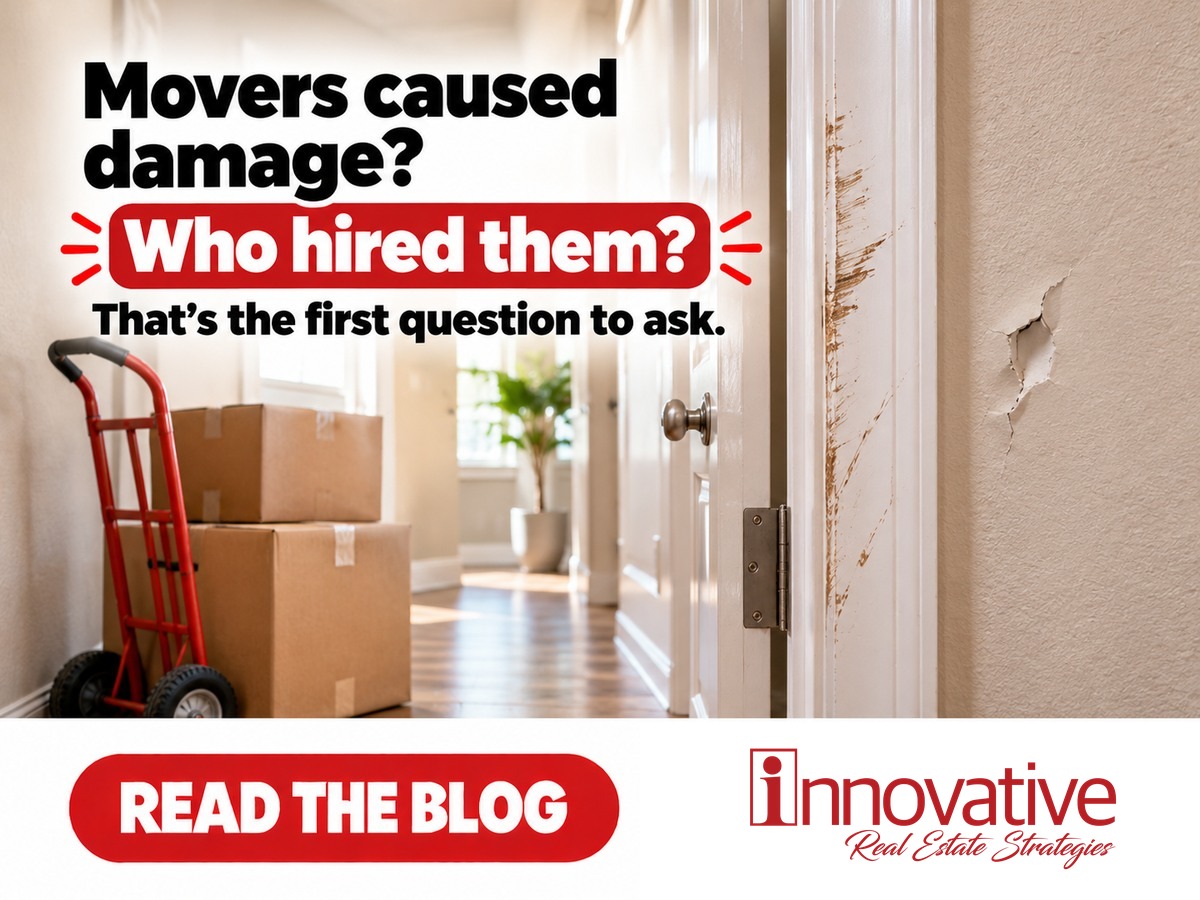 Movers caused
damage?
Who hired them?
That's the first question to ask.
READ THE BLOG
innovative
Real Estate Strategies